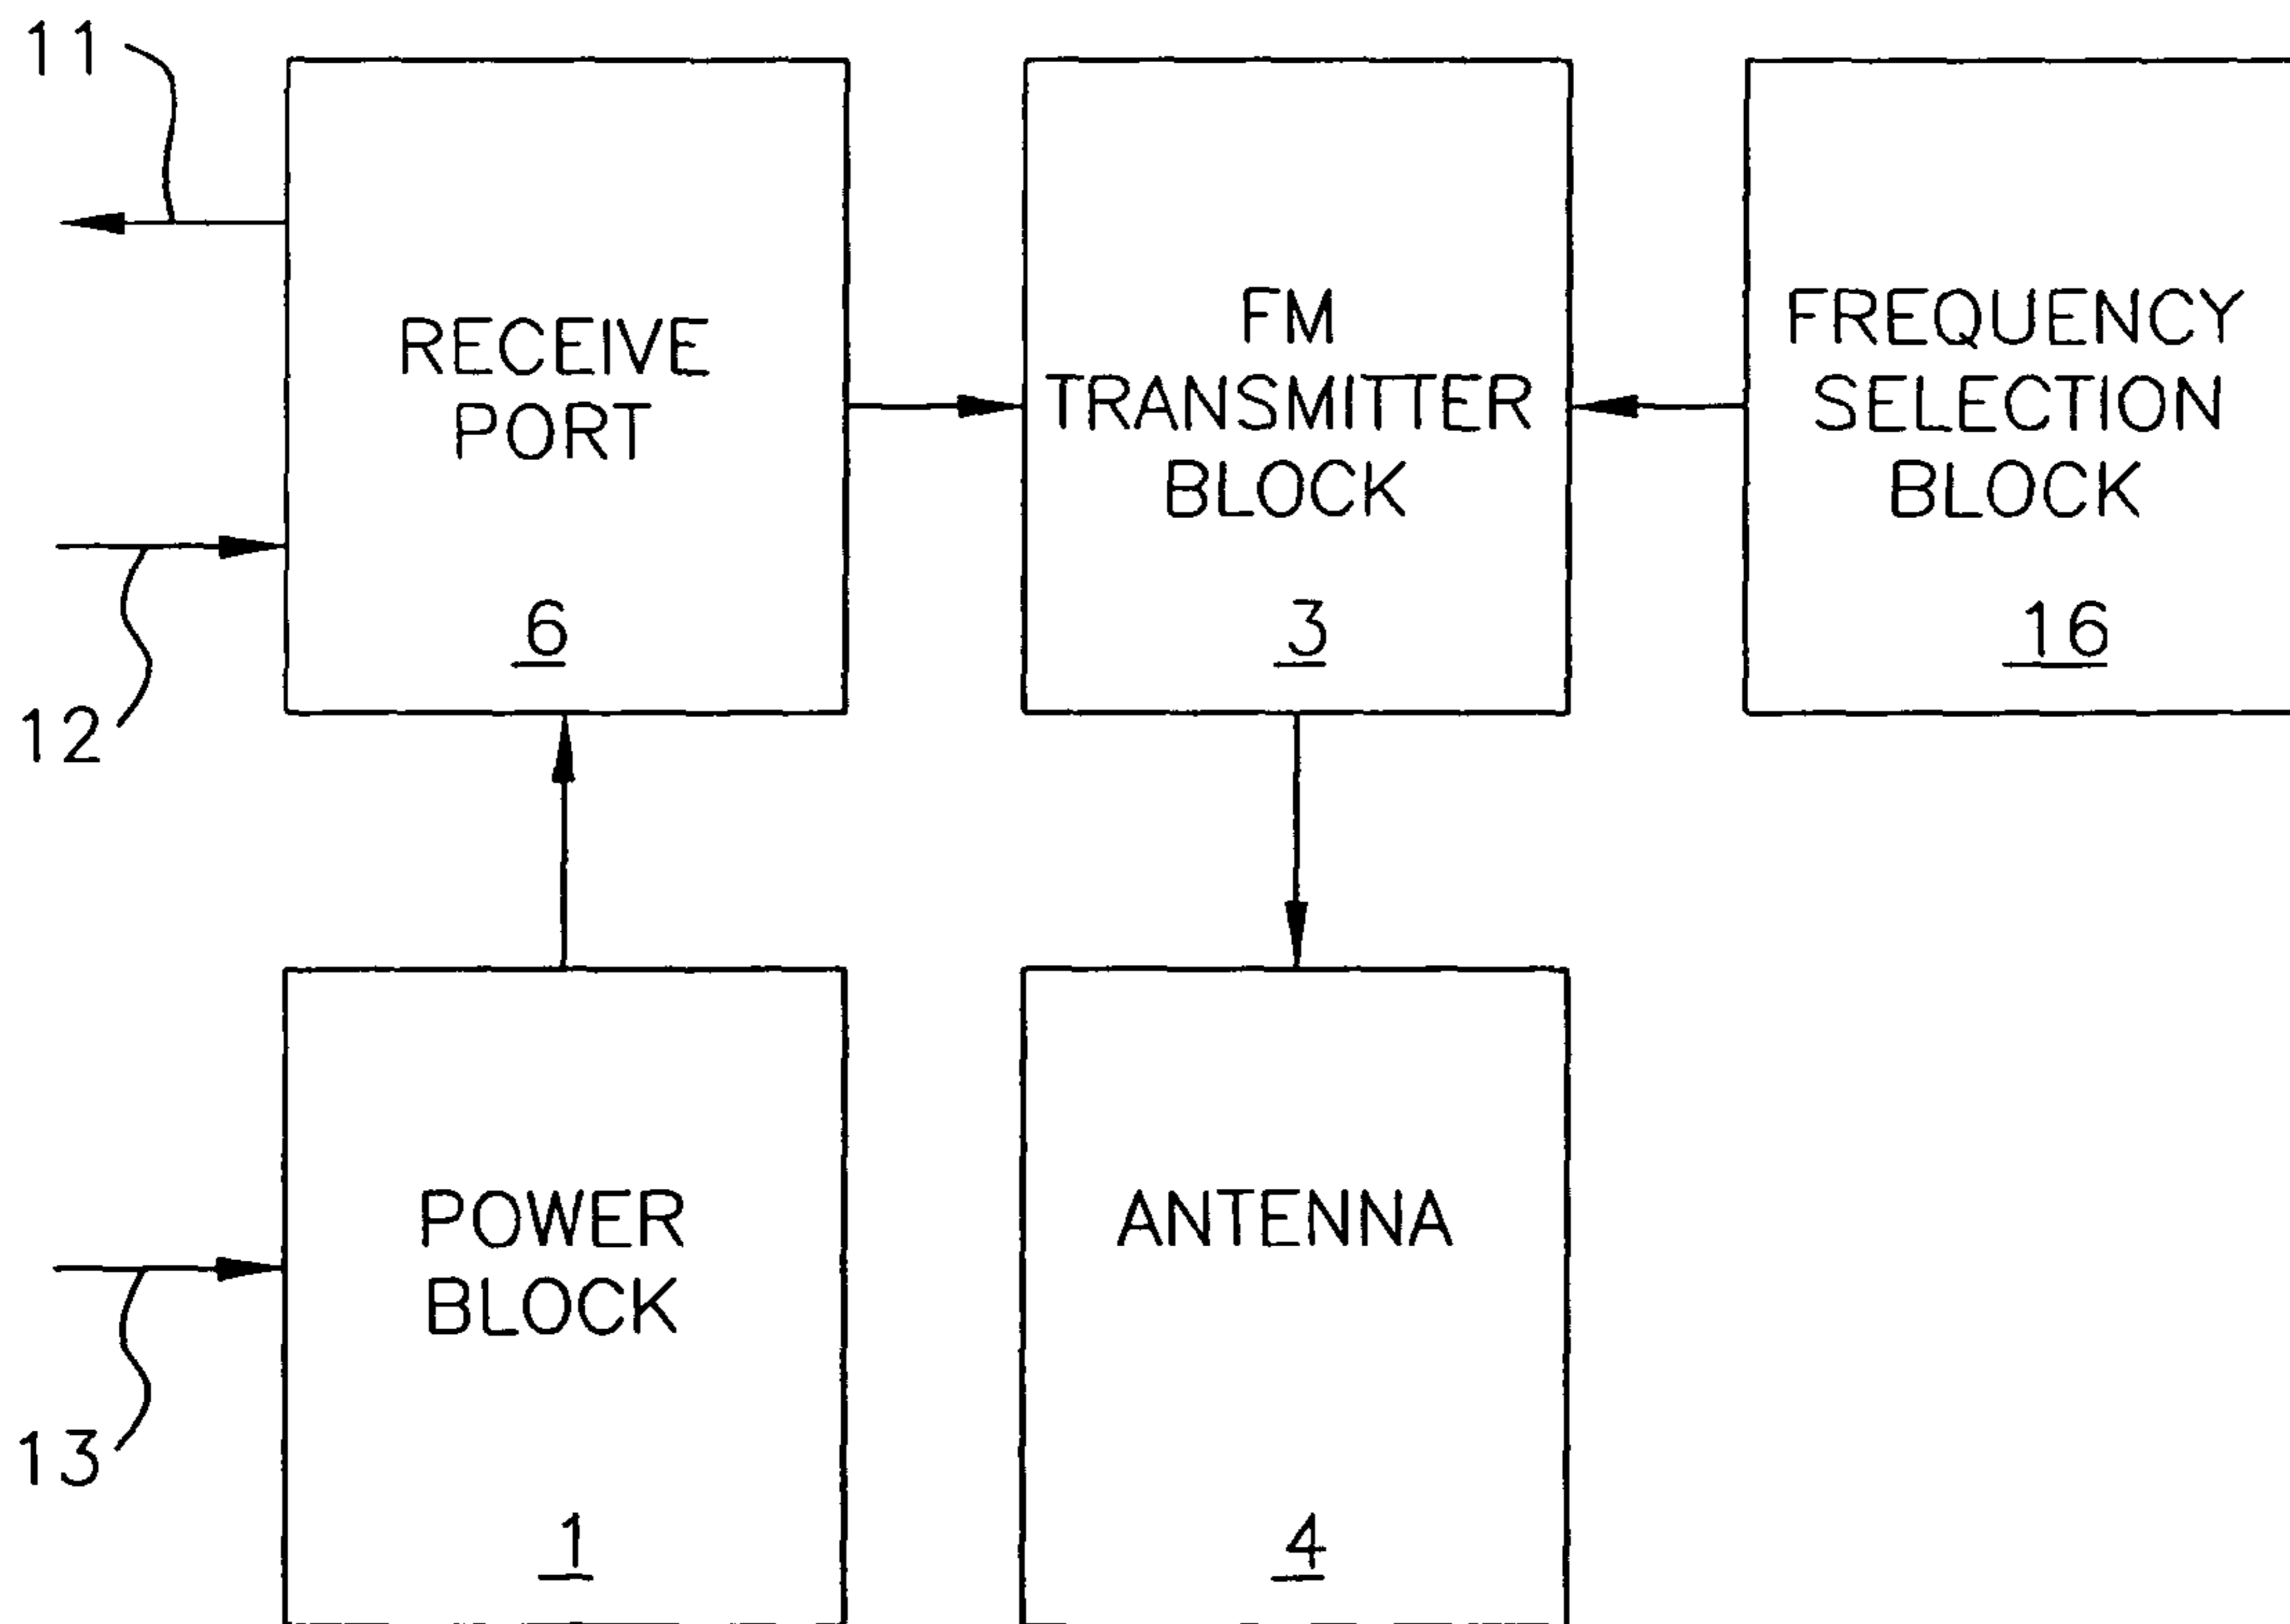 11
RECEIVE
PORT
6
12
FM
TRANSMITTER
BLOCK
3
FREQUENCY
SELECTION
BLOCK
16
POWER
BLOCK
1
13
ANTENNA
4